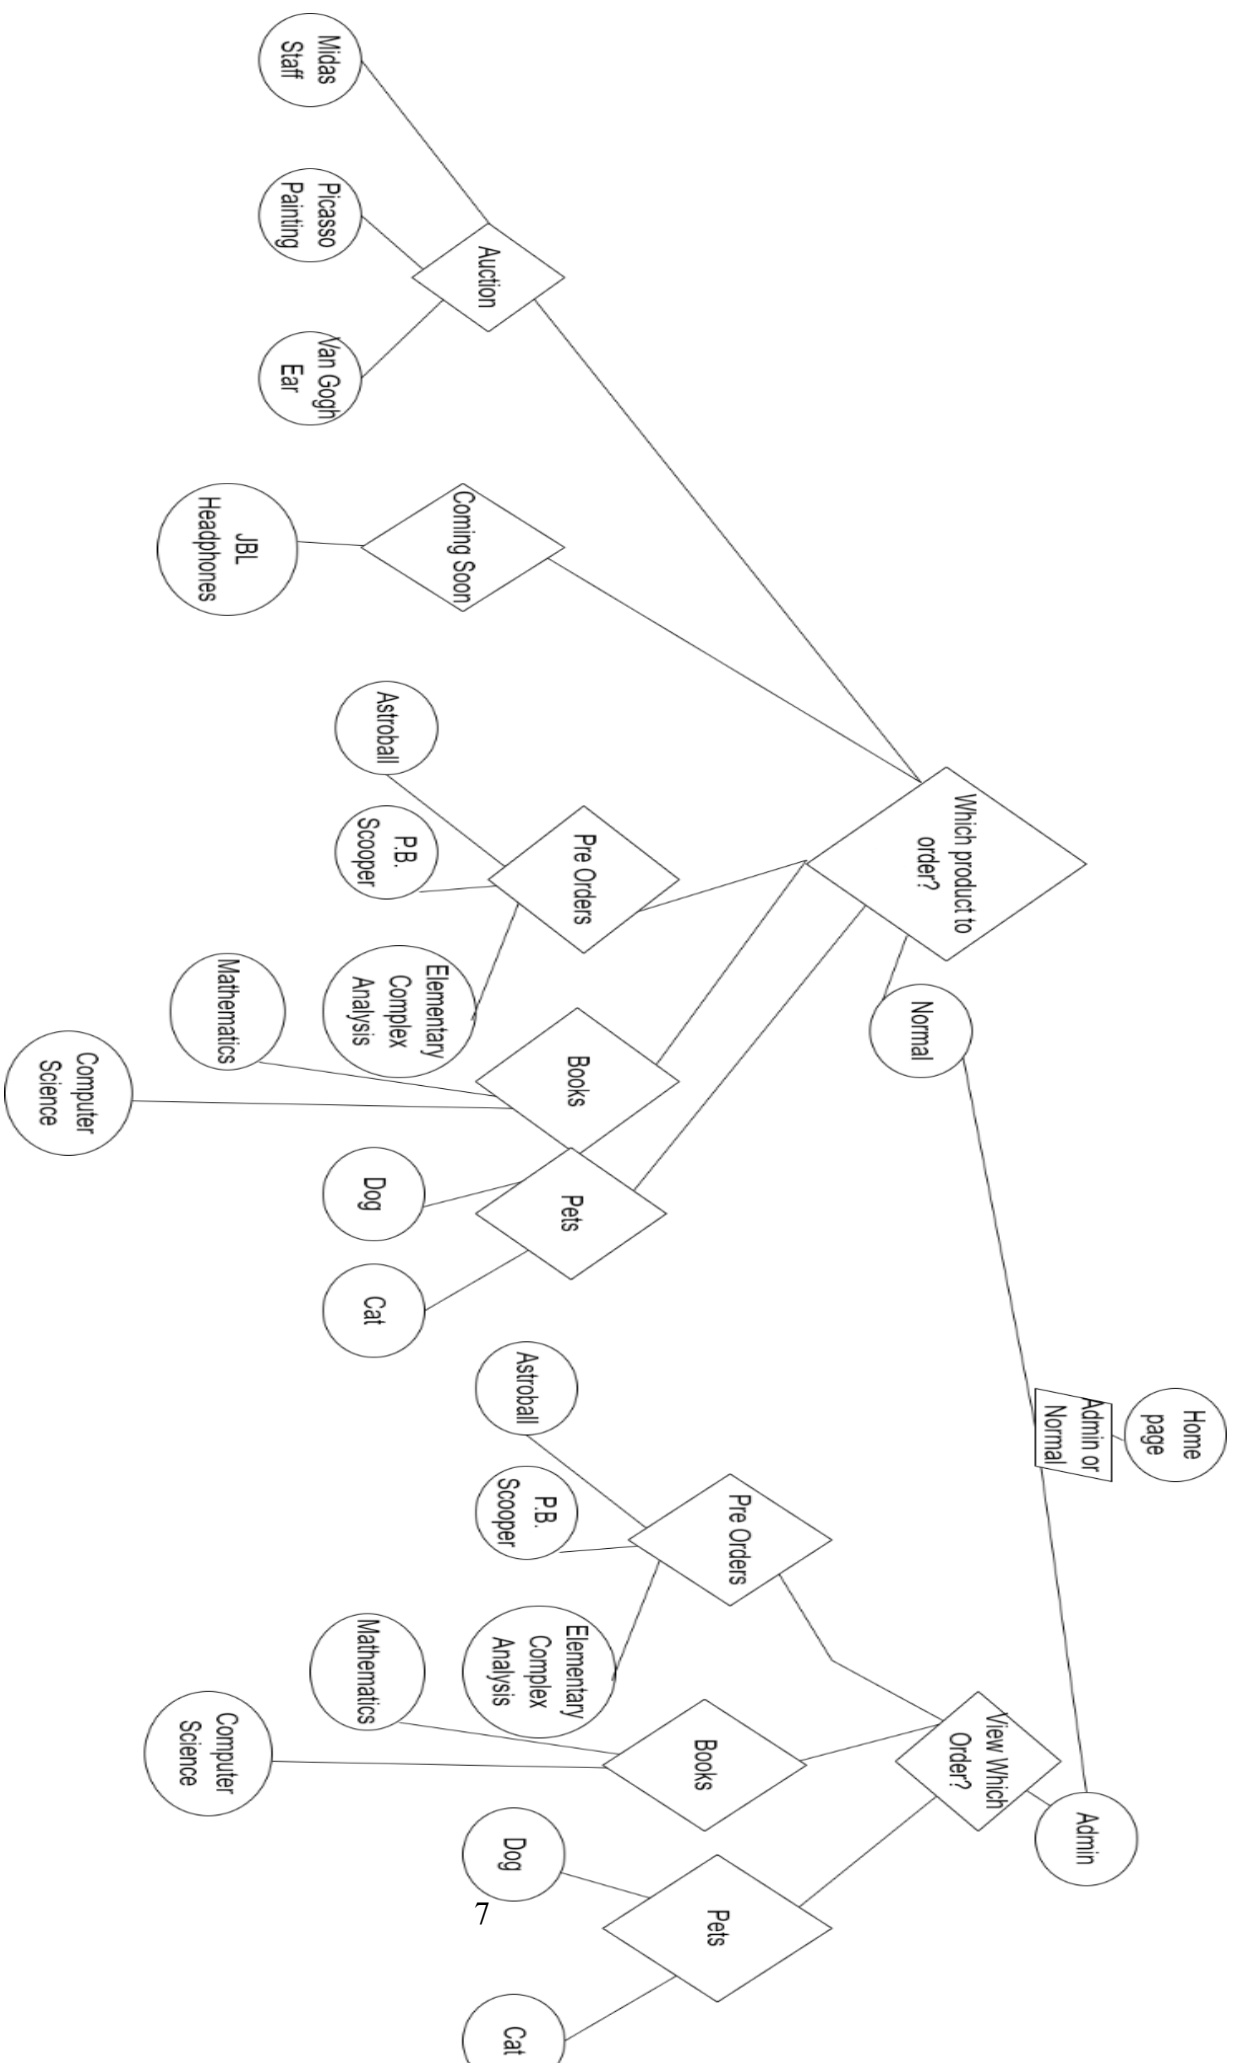 Home
page
Admin or
Normal
Normal
Admin
Which product to
order?
View Which
Order?
Auction
Midas
Staff
Picasso
Painting
Van Gogh
Ear
Coming Soon
JBL
Headphones
Pre Orders
Astroball
P.B.
Scooper
Elementary
Complex
Analysis
Books
Mathematics
Computer
Science
Pets
Dog
Cat
Pre Orders
Astroball
P.B.
Scooper
Elementary
Complex
Analysis
Books
Mathematics
Computer
Science
Pets
Dog
Cat
7